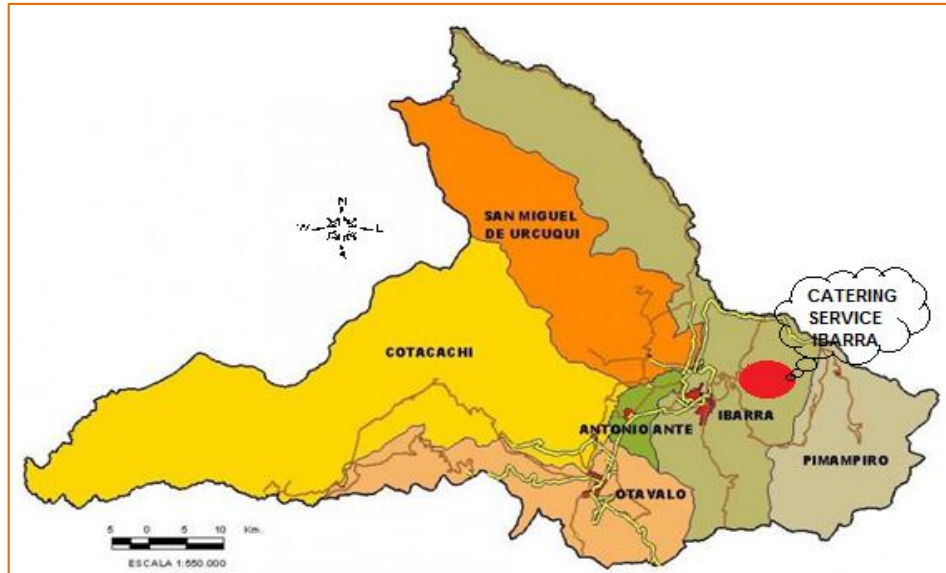 SAN MIGUEL
DE URCUQUI
N
W
L
CATERING
SERVICE
IBARRA
COTACACHI
ANTONIO ANTE
IBARRA
PIMAMPIRO
OTAVALO
5 0 5 10 Km.
ESCALA 1:550.000